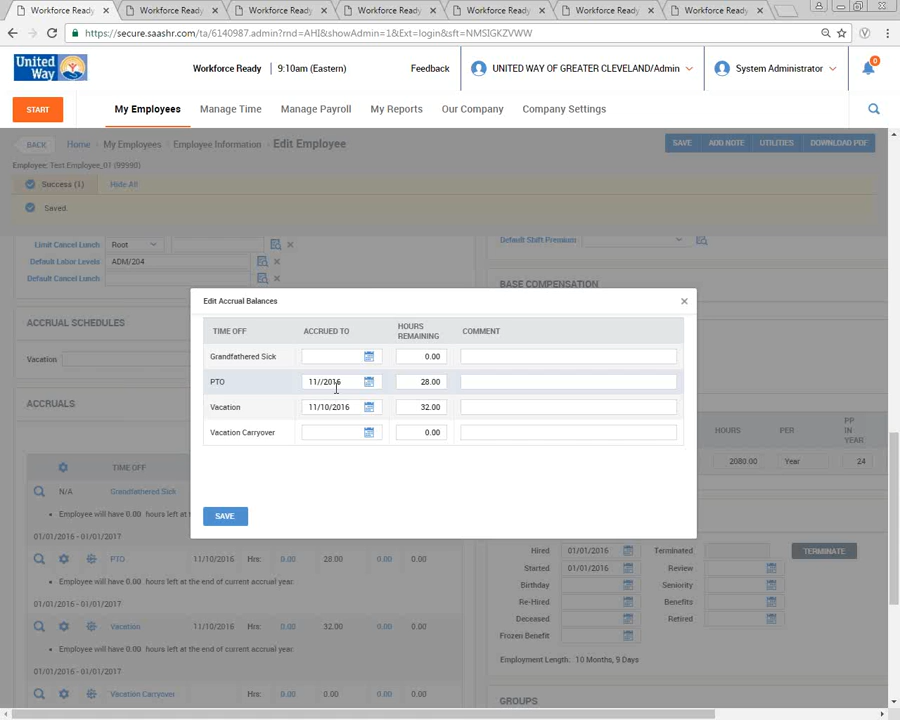 Workforce Ready Workforce Ready Workforce Ready Workforce Ready Workforce Ready Workforce Ready Workforce Ready
https://secure.saashr.com/ta/6140987.admin?rnd=AHI&showAdmin=1&Ext=login&sft=NMSIGKZVWW
United Way
Workforce Ready 9:10am (Eastern) Feedback UNITED WAY OF GREATER CLEVELAND/Admin System Administrator 0
START My Employees Manage Time Manage Payroll My Reports Our Company Company Settings
BACK Home My Employees Employee Information Edit Employee SAVE ADD NOTE UTILITIES DOWNLOAD PDF
Employee: Test Employee_01 (99990)
Success (1) Hide All
Saved.
Limit Cancel Lunch Root Default Shift Premium
Default Labor Levels ADM/204
Default Cancel Lunch
BASE COMPENSATION
Edit Accrual Balances
TIME OFF ACCRUED TO HOURS REMAINING COMMENT
Grandfathered Sick 0.00
PTO 11//2016 28.00
Vacation 11/10/2016 32.00
Vacation Carryover 0.00
SAVE
ACCRUAL SCHEDULES
Vacation
ACCRUALS
HOURS PER PP IN YEAR
2080.00 Year 24
TIME OFF
N/A Grandfathered Sick
Employee will have 0.00 hours left at the end of current accrual year.
01/01/2016 - 01/01/2017
PTO 11/10/2016 Hrs: 0.00 28.00 0.00 0.00
Employee will have 0.00 hours left at the end of current accrual year.
01/01/2016 - 01/01/2017
Vacation 11/10/2016 Hrs: 0.00 32.00 0.00 0.00
Employee will have 0.00 hours left at the end of current accrual year.
01/01/2016 - 01/01/2017
Vacation Carryover Hrs: 0.00 0.00 0.00 0.00
Hired 01/01/2016 Terminated TERMINATE
Started 01/01/2016 Review
Birthday Seniority
Re-Hired Benefits
Deceased Retired
Frozen Benefit
Employment Length: 10 Months, 9 Days
GROUPS